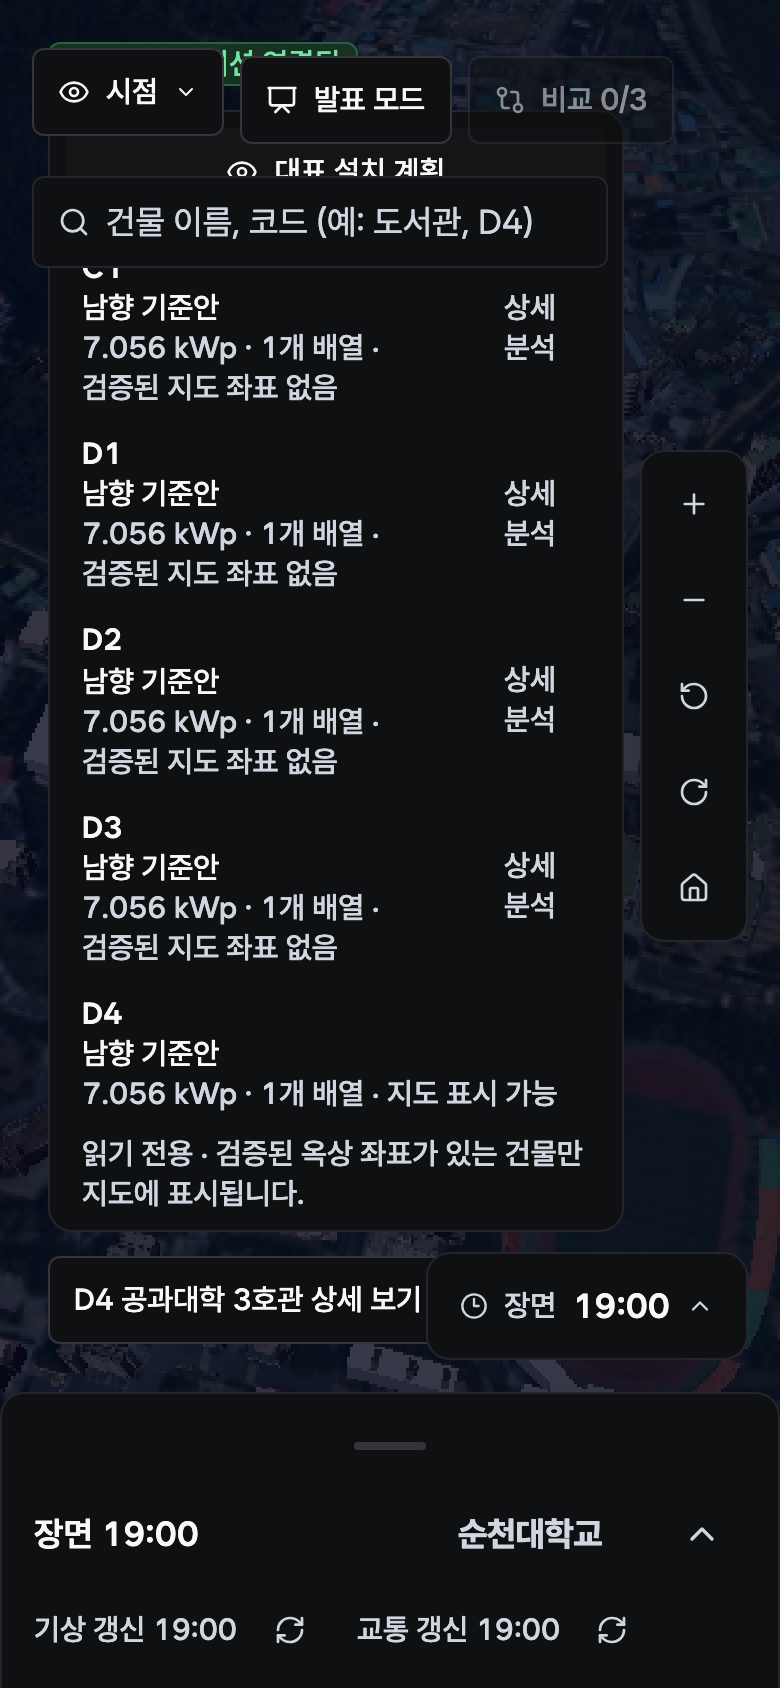 시점
발표 모드
비교 0/3
대표 설치 계획
건물 이름, 코드 (예: 도서관, D4)
C1
남향 기준안
7.056 kWp · 1개 배열 ·
검증된 지도 좌표 없음
상세
분석
D1
남향 기준안
7.056 kWp · 1개 배열 ·
검증된 지도 좌표 없음
상세
분석
D2
남향 기준안
7.056 kWp · 1개 배열 ·
검증된 지도 좌표 없음
상세
분석
D3
남향 기준안
7.056 kWp · 1개 배열 ·
검증된 지도 좌표 없음
상세
분석
D4
남향 기준안
7.056 kWp · 1개 배열 · 지도 표시 가능
읽기 전용 · 검증된 옥상 좌표가 있는 건물만
지도에 표시됩니다.
D4 공과대학 3호관 상세 보기
장면 19:00
장면 19:00
순천대학교
기상 갱신 19:00
교통 갱신 19:00